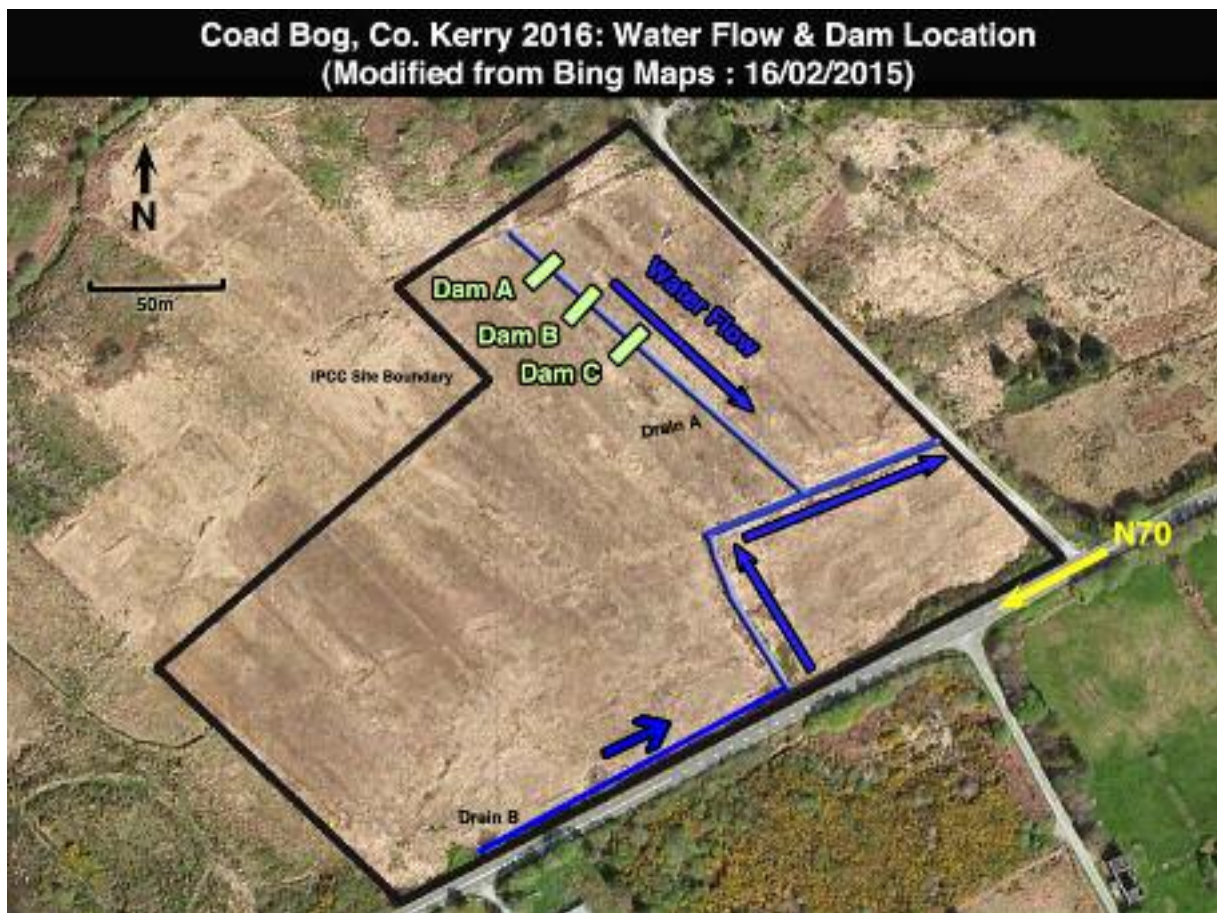 Coad Bog, Co. Kerry 2016: Water Flow & Dam Location
(Modified from Bing Maps : 16/02/2015)
N
50m
Dam A
Water Flow
Dam B
Dam C
IPCC Site Boundary
Drain A
N70
Drain B